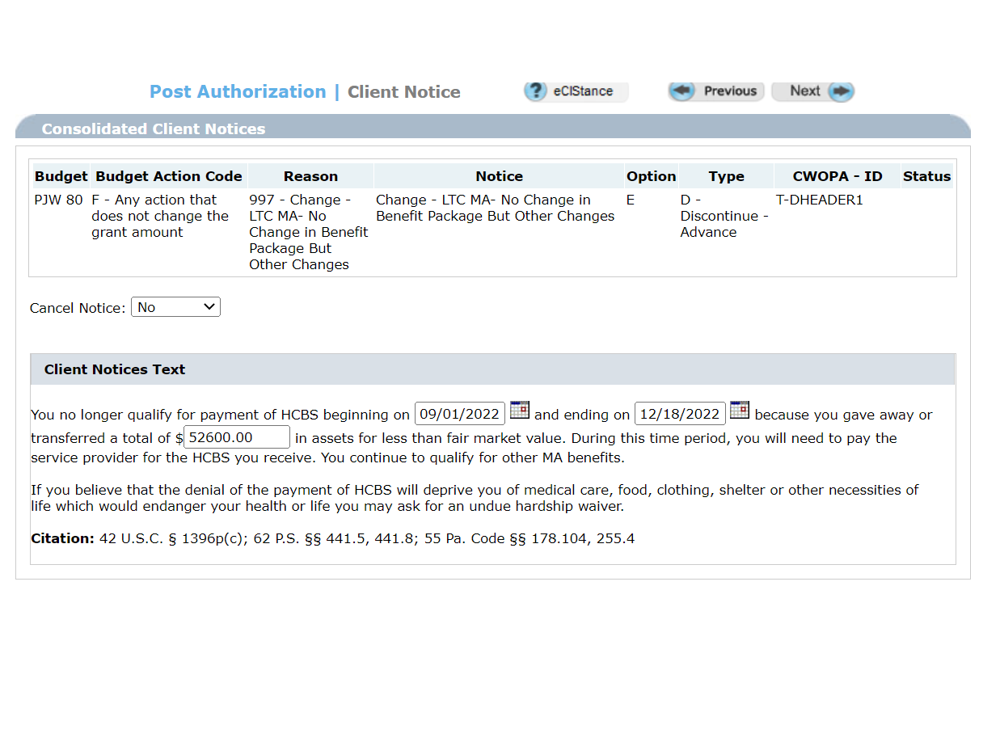 Post Authorization | Client Notice
? eCIStance
Previous
Next
Consolidated Client Notices
Budget Budget Action Code Reason Notice Option Type CWOPA - ID Status
PJW 80 F - Any action that 997 - Change - Change - LTC MA- No Change in E D - T-DHEADER1
does not change the LTC MA- No Benefit Package But Other Changes Discontinue -
grant amount Change in Benefit Advance
Package But
Other Changes
Cancel Notice: No
Client Notices Text
You no longer qualify for payment of HCBS beginning on 09/01/2022 and ending on 12/18/2022 because you gave away or
transferred a total of $ 52600.00 in assets for less than fair market value. During this time period, you will need to pay the
service provider for the HCBS you receive. You continue to qualify for other MA benefits.
If you believe that the denial of the payment of HCBS will deprive you of medical care, food, clothing, shelter or other necessities of
life which would endanger your health or life you may ask for an undue hardship waiver.
Citation: 42 U.S.C. § 1396p(c); 62 P.S. §§ 441.5, 441.8; 55 Pa. Code §§ 178.104, 255.4